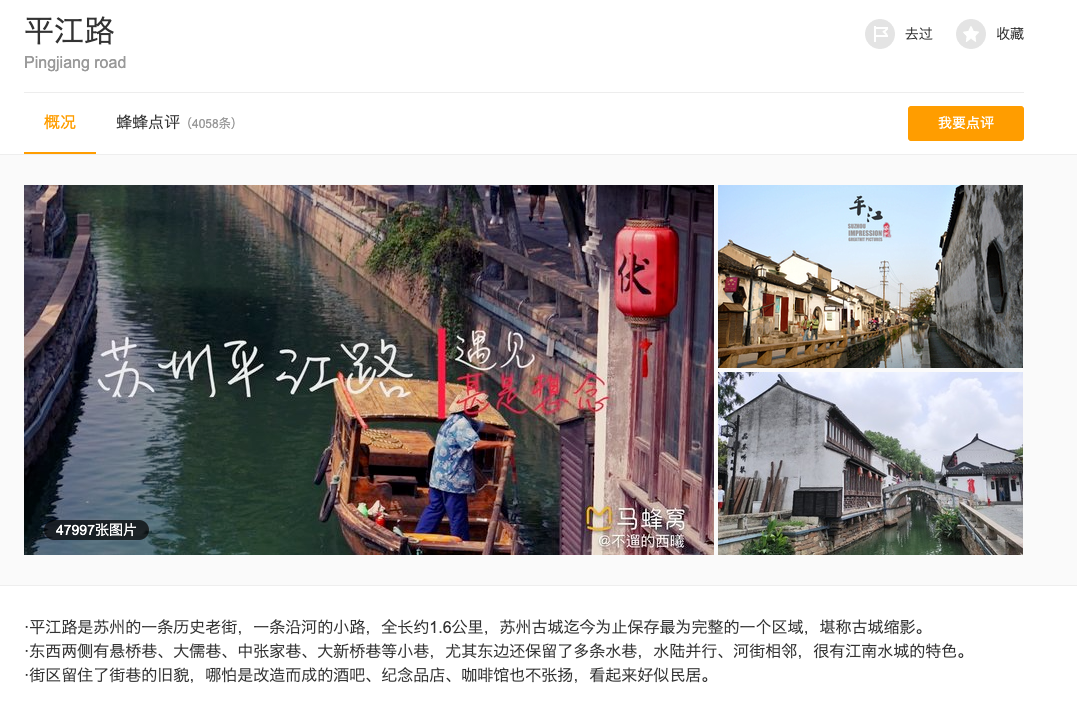 平江路
Pingjiang road
去过
收藏
概况
蜂蜂点评（4058条）
我要点评
伏
苏州平江路
遇见
甚是想念
47997张图片
马蜂窝
@不遛的西曦
平江
SUZHOU
IMPRESSION
·平江路是苏州的一条历史老街，一条沿河的小路，全长约1.6公里，苏州古城迄今为止保存最为完整的一个区域，堪称古城缩影。
·东西两侧有悬桥巷、大儒巷、中张家巷、大新桥巷等小巷，尤其东边还保留了多条水巷，水陆并行、河街相邻，很有江南水城的特色。
·街区留住了街巷的旧貌，哪怕是改造而成的酒吧、纪念品店、咖啡馆也不张扬，看起来好似民居。